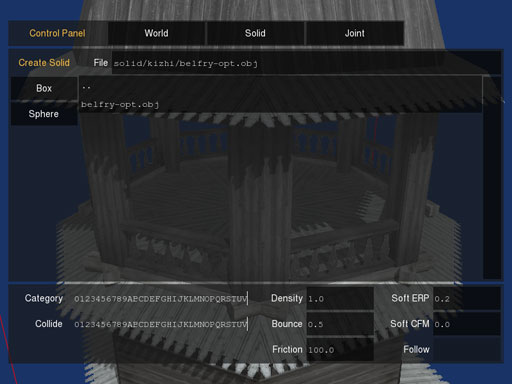 Control Panel World Solid Joint
Create Solid File solid/kizhi/belfry-opt.obj
Box ..
belfry-opt.obj
Sphere
Category 0123456789ABCDEFGHIJKLMNOPQRSTUV Density 1.0 Soft ERP 0.2
Collide 0123456789ABCDEFGHIJKLMNOPQRSTUV Bounce 0.5 Soft CFM 0.0
Friction 100.0 Follow